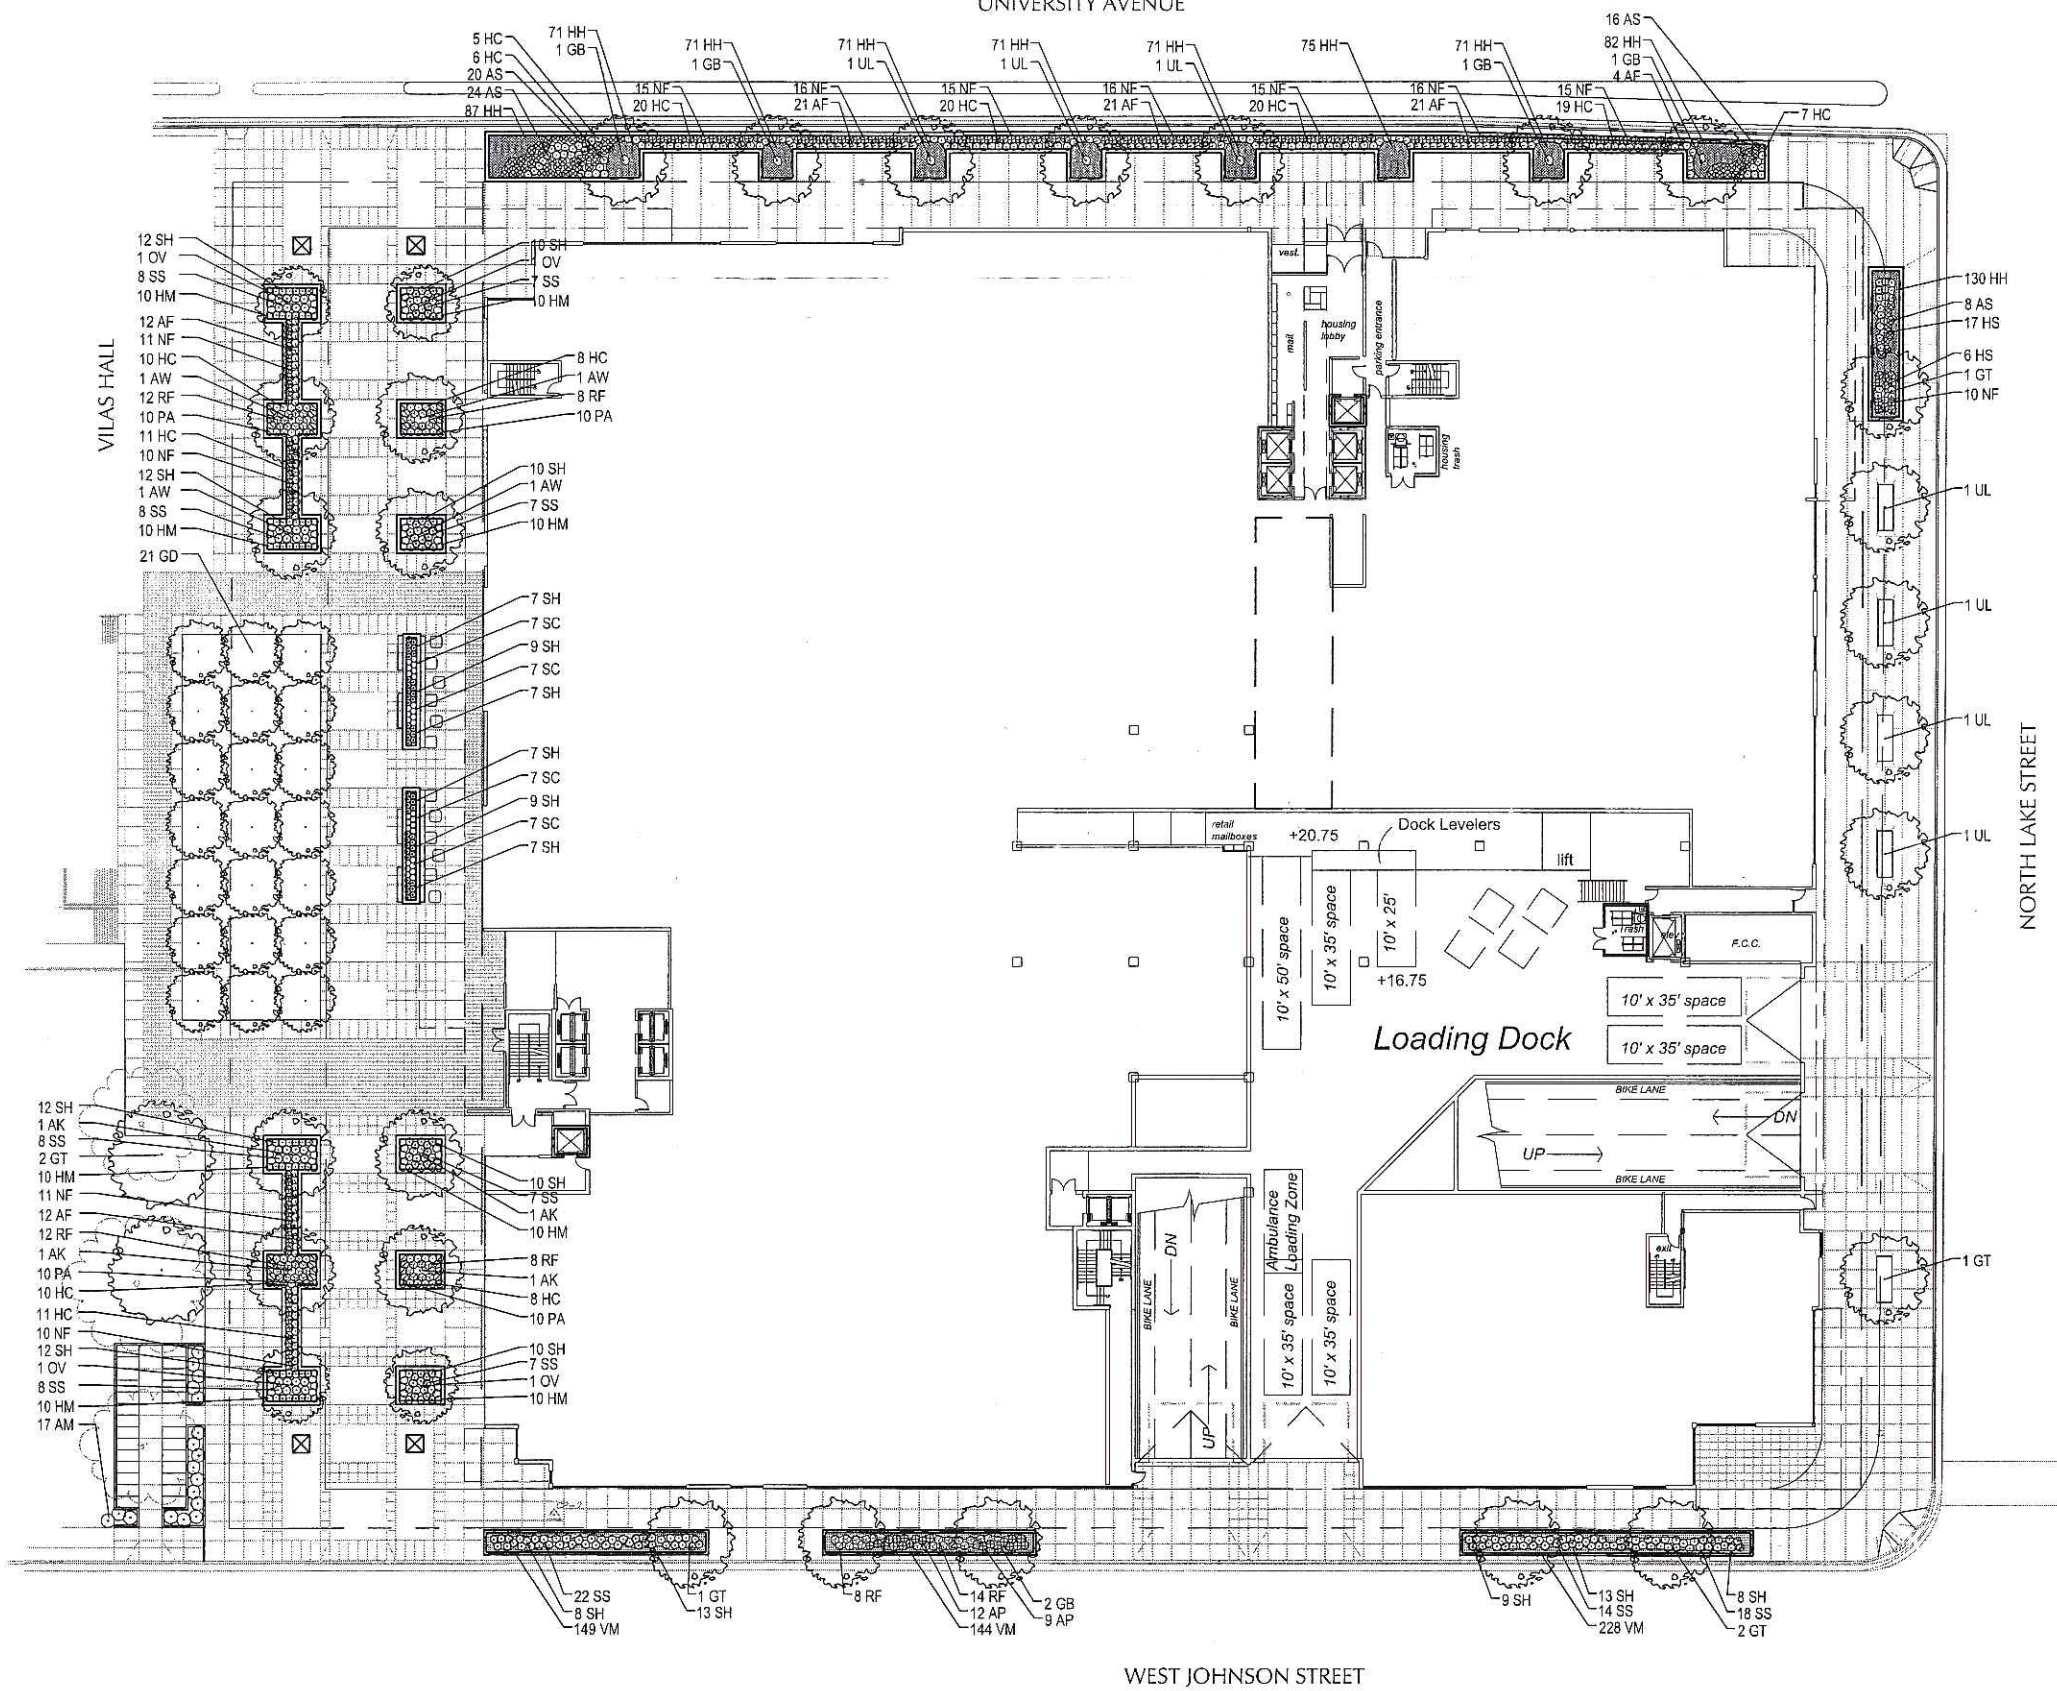 UNIVERSITY AVENUE
5 HC
6 HC
20 AS
24 AS
87 HH
71 HH
1 GB
71 HH
1 GB
71 HH
1 UL
71 HH
1 UL
71 HH
1 UL
75 HH
71 HH
1 GB
16 AS
82 HH
1 GB
4 AF
7 HC
15 NF
20 HC
16 NF
21 AF
15 NF
20 HC
16 NF
21 AF
15 NF
20 HC
16 NF
21 AF
15 NF
19 HC
VILAS HALL
12 SH
1 OV
8 SS
10 HM
12 AF
11 NF
10 HC
1 AW
12 RF
10 PA
11 HC
10 NF
12 SH
1 AW
8 SS
10 HM
21 GD
10 SH
1 OV
7 SS
10 HM
8 HC
1 AW
8 RF
10 PA
10 SH
1 AW
7 SS
10 HM
7 SH
7 SC
9 SH
7 SC
7 SH
7 SH
7 SC
9 SH
7 SC
7 SH
vest.
mail
housing
lobby
parking entrance
housing
trash
130 HH
8 AS
17 HS
6 HS
1 GT
10 NF
1 UL
1 UL
1 UL
1 UL
NORTH LAKE STREET
retail
mailboxes
+20.75
Dock Levelers
lift
10' x 50' space
10' x 35' space
10' x 25'
+16.75
Trash
elev
F.C.C.
10' x 35' space
10' x 35' space
Loading Dock
BIKE LANE
DN
UP
BIKE LANE
12 SH
1 AK
8 SS
2 GT
10 HM
11 NF
12 AF
12 RF
1 AK
10 PA
10 HC
11 HC
10 NF
12 SH
1 OV
8 SS
10 HM
17 AM
10 SH
7 SS
1 AK
10 HM
8 RF
1 AK
8 HC
10 PA
10 SH
7 SS
1 OV
10 HM
BIKE LANE
DN
UP
BIKE LANE
Ambulance
Loading Zone
10' x 35' space
10' x 35' space
exit
1 GT
22 SS
8 SH
149 VM
1 GT
13 SH
8 RF
14 RF
12 AP
144 VM
2 GB
9 AP
9 SH
13 SH
14 SS
228 VM
8 SH
18 SS
2 GT
WEST JOHNSON STREET